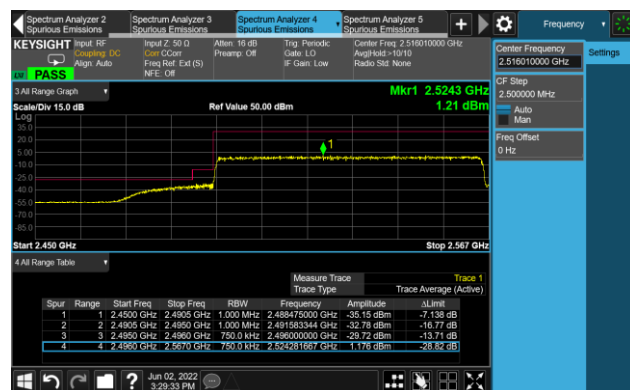 Spectrum Analyzer 2
Spurious Emissions
Spectrum Analyzer 3
Spurious Emissions
Spectrum Analyzer 4
Spurious Emissions
Spectrum Analyzer 5
Spurious Emissions
Frequency
KEYSIGHT
Input: RF
Coupling: DC
Align: Auto
Input Z: 50 Ω
Corr CCorr
Freq Ref: Ext (S)
NFE: Off
Atten: 16 dB
Preamp: Off
Trig: Periodic
Gate: LO
IF Gain: Low
Center Freq: 2.516010000 GHz
Avg|Hold:>10/10
Radio Std: None
PASS
Center Frequency
2.516010000 GHz
Settings
CF Step
2.500000 MHz
Auto
Man
Freq Offset
0 Hz
3 All Range Graph
Mkr1 2.5243 GHz
Scale/Div 15.0 dB
Ref Value 50.00 dBm
1.21 dBm
Log
35.0
20.0
5.00
-10.0
-25.0
-40.0
-55.0
-70.0
-85.0
1
Start 2.450 GHz
Stop 2.567 GHz
4 All Range Table
Measure Trace Trace 1
Trace Type Trace Average (Active)
Spur Range Start Freq Stop Freq RBW Frequency Amplitude ΔLimit
1 1 2.4500 GHz 2.4905 GHz 1.000 MHz 2.488475000 GHz -35.15 dBm -7.138 dB
2 2 2.4905 GHz 2.4950 GHz 1.000 MHz 2.491583344 GHz -32.78 dBm -16.77 dB
3 3 2.4950 GHz 2.4960 GHz 750.0 kHz 2.496000000 GHz -29.72 dBm -13.71 dB
4 4 2.4960 GHz 2.5670 GHz 750.0 kHz 2.524281667 GHz 1.176 dBm -28.82 dB
Jun 02, 2022
3:29:33 PM